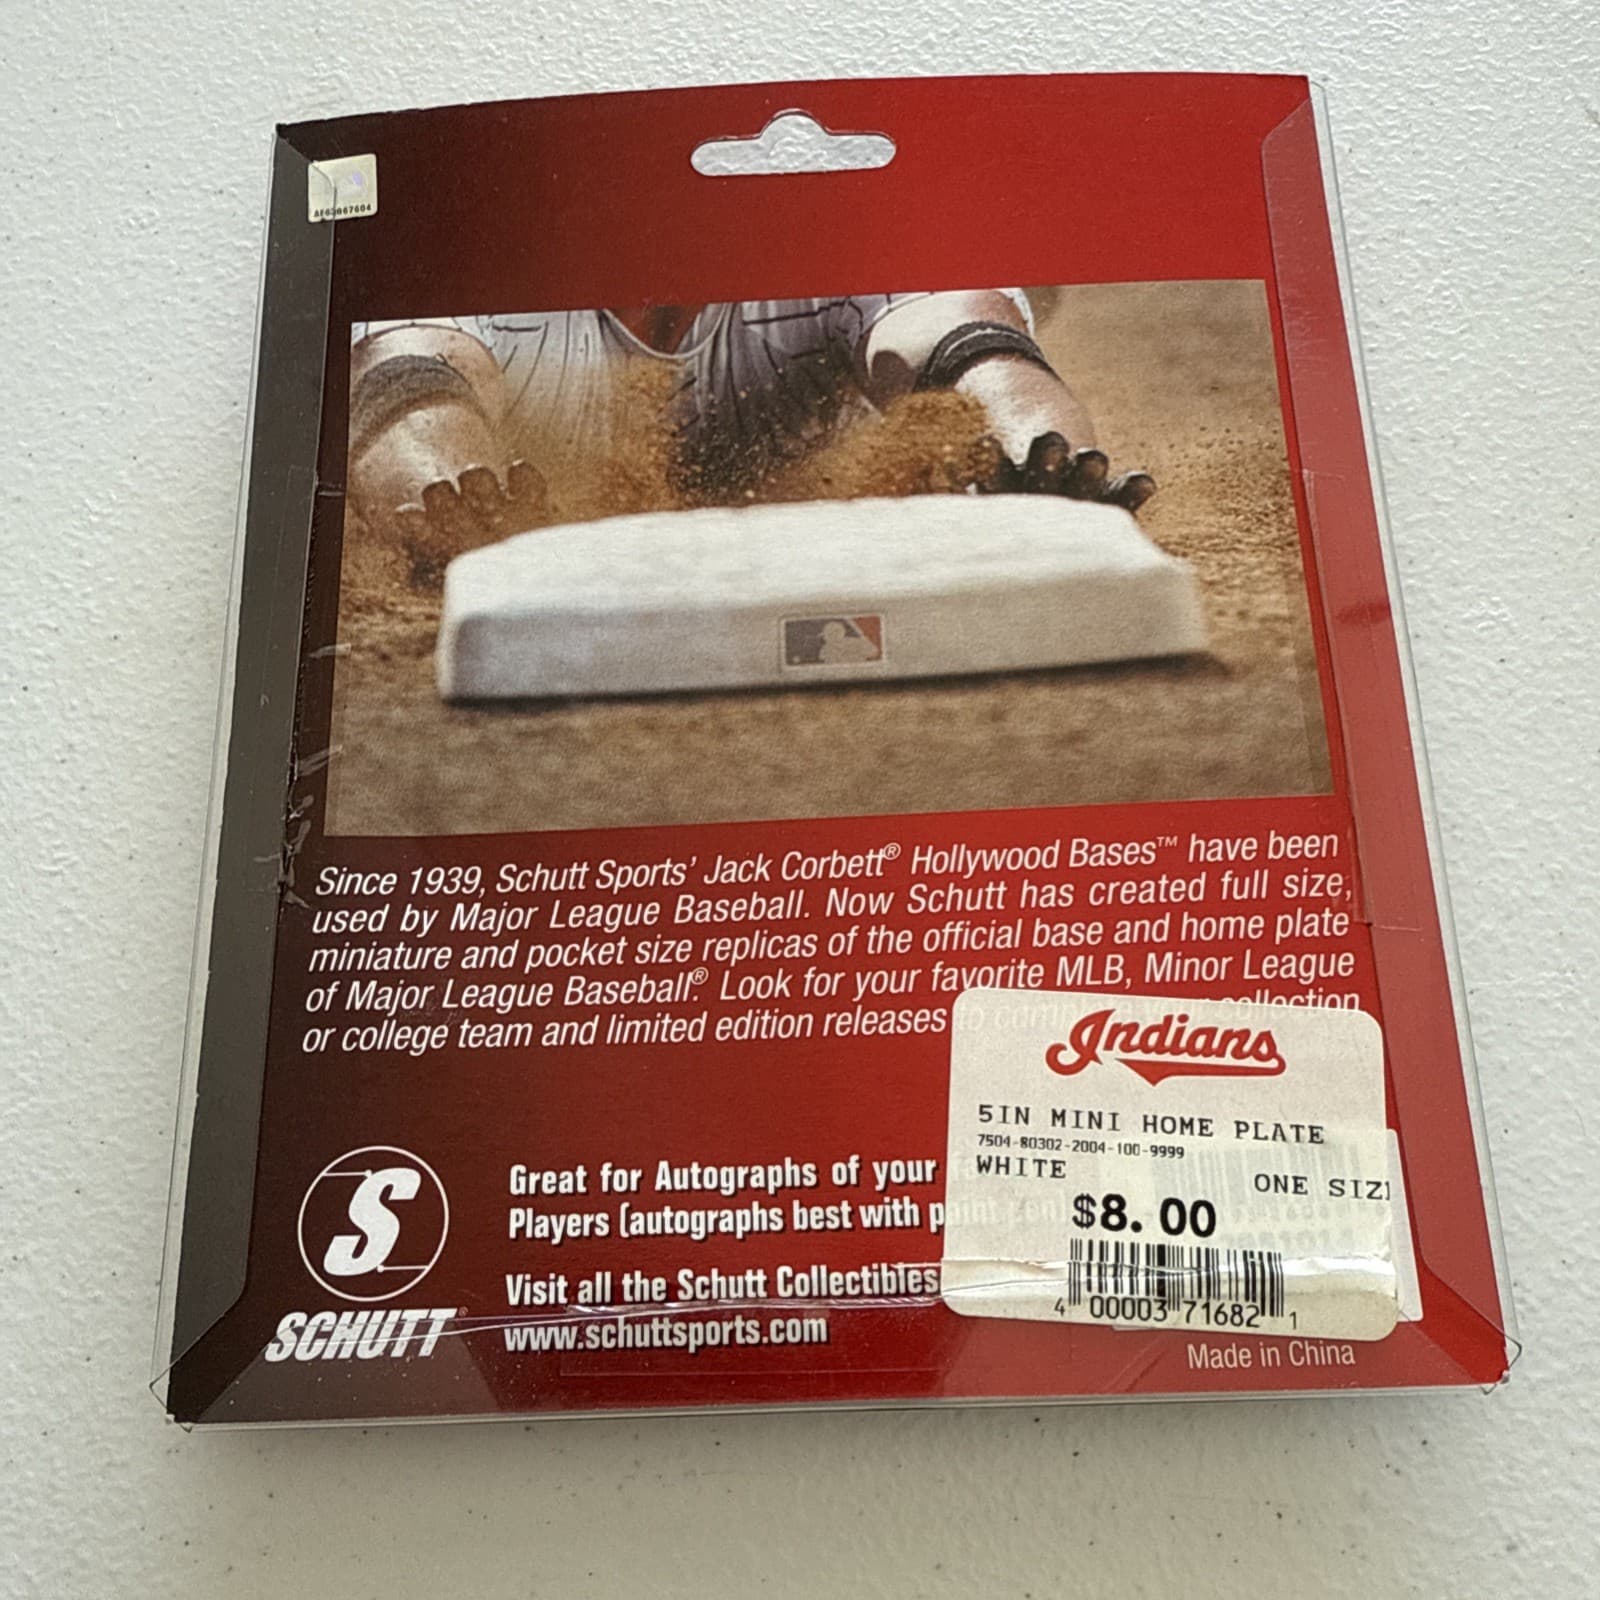 Since 1939, Schutt Sports' Jack Corbett® Hollywood Bases™ have been
used by Major League Baseball. Now Schutt has created full size,
miniature and pocket size replicas of the official base and home plate
of Major League Baseball®. Look for your favorite MLB, Minor League
or college team and limited edition releases collection
Indians
5IN MINI HOME PLATE
7504-80302-2004-100-9999
WHITE
ONE SIZ
$8.00
4 00003 71682 1
Great for Autographs of your
Players (autographs best with paint pen)
Visit all the Schutt Collectibles
www.schuttsports.com
S
SCHUTT®
Made in China